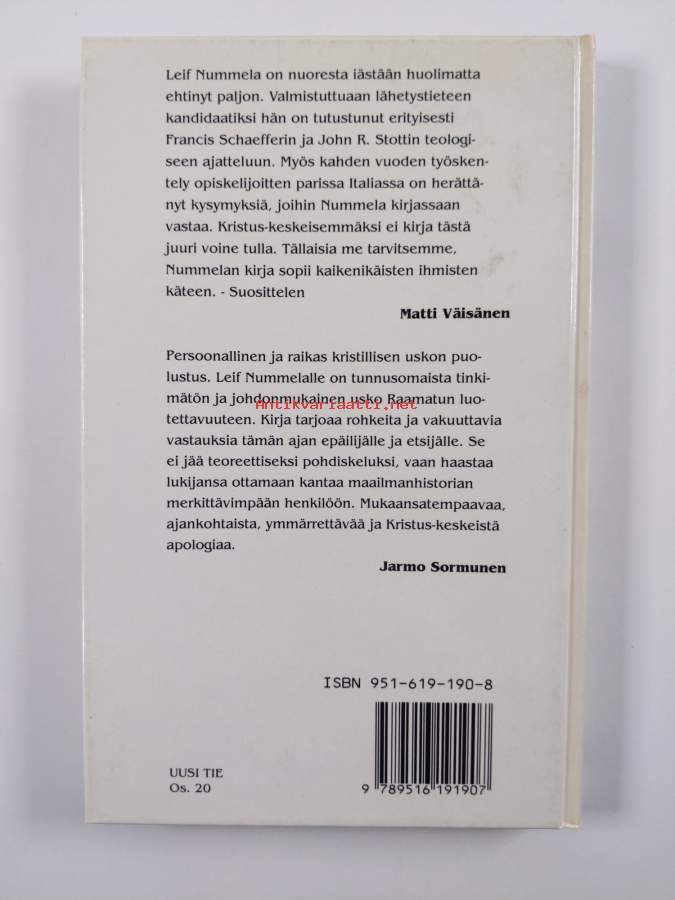 Leif Nummela on nuoresta iästään huolimatta
ehtinyt paljon. Valmistuttuaan lähetystieteen
kandidaatiksi hän on tutustunut erityisesti
Francis Schaefferin ja John R. Stottin teologi-
seen ajatteluun. Myös kahden vuoden työsken-
tely opiskelijoitten parissa Italiassa on herättä-
nyt kysymyksiä, joihin Nummela kirjassaan
vastaa. Kristus-keskeisemmäksi ei kirja tästä
juuri voine tulla. Tällaisia me tarvitsemme,
Nummelan kirja sopii kaikenikäisten ihmisten
käteen. - Suosittelen
Matti Väisänen
Persoonallinen ja raikas kristillisen uskon puo-
lustus. Leif Nummelalle on tunnusomaista tinki-
mätön ja johdonmukainen usko Raamatun luo-
Antikvariaatti.net
tettavuuteen. Kirja tarjoaa rohkeita ja vakuuttavia
vastauksia tämän ajan epäilijälle ja etsijälle. Se
ei jää teoreettiseksi pohdiskeluksi, vaan haastaa
lukijansa ottamaan kantaa maailmanhistorian
merkittävimpään henkilöön. Mukaansatempaavaa,
ajankohtaista, ymmärrettävää ja Kristus-keskeistä
apologiaa.
Jarmo Sormunen
ISBN 951-619-190-8
9 789516 191907
UUSI TIE
Os. 20